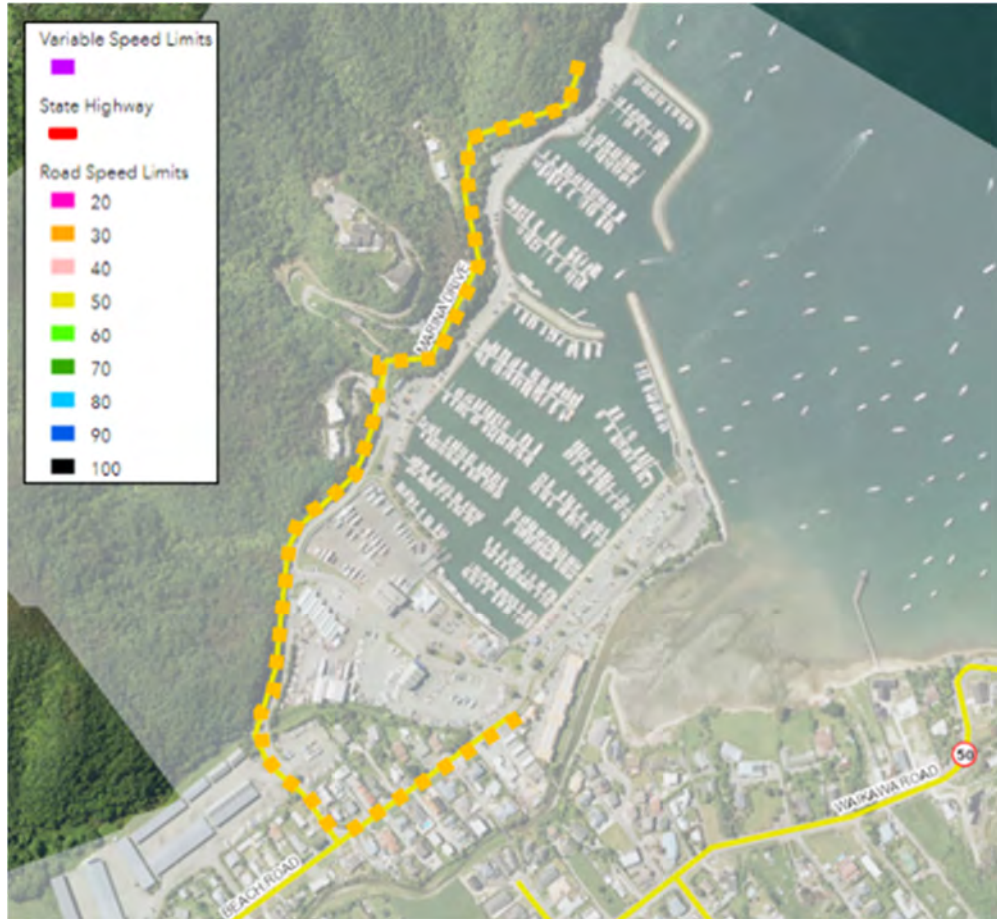 Variable Speed Limits
State Highway
Road Speed Limits
20
30
40
50
60
70
80
90
100
MARINA DRIVE
50
WAIKAWA ROAD
BEACH ROAD